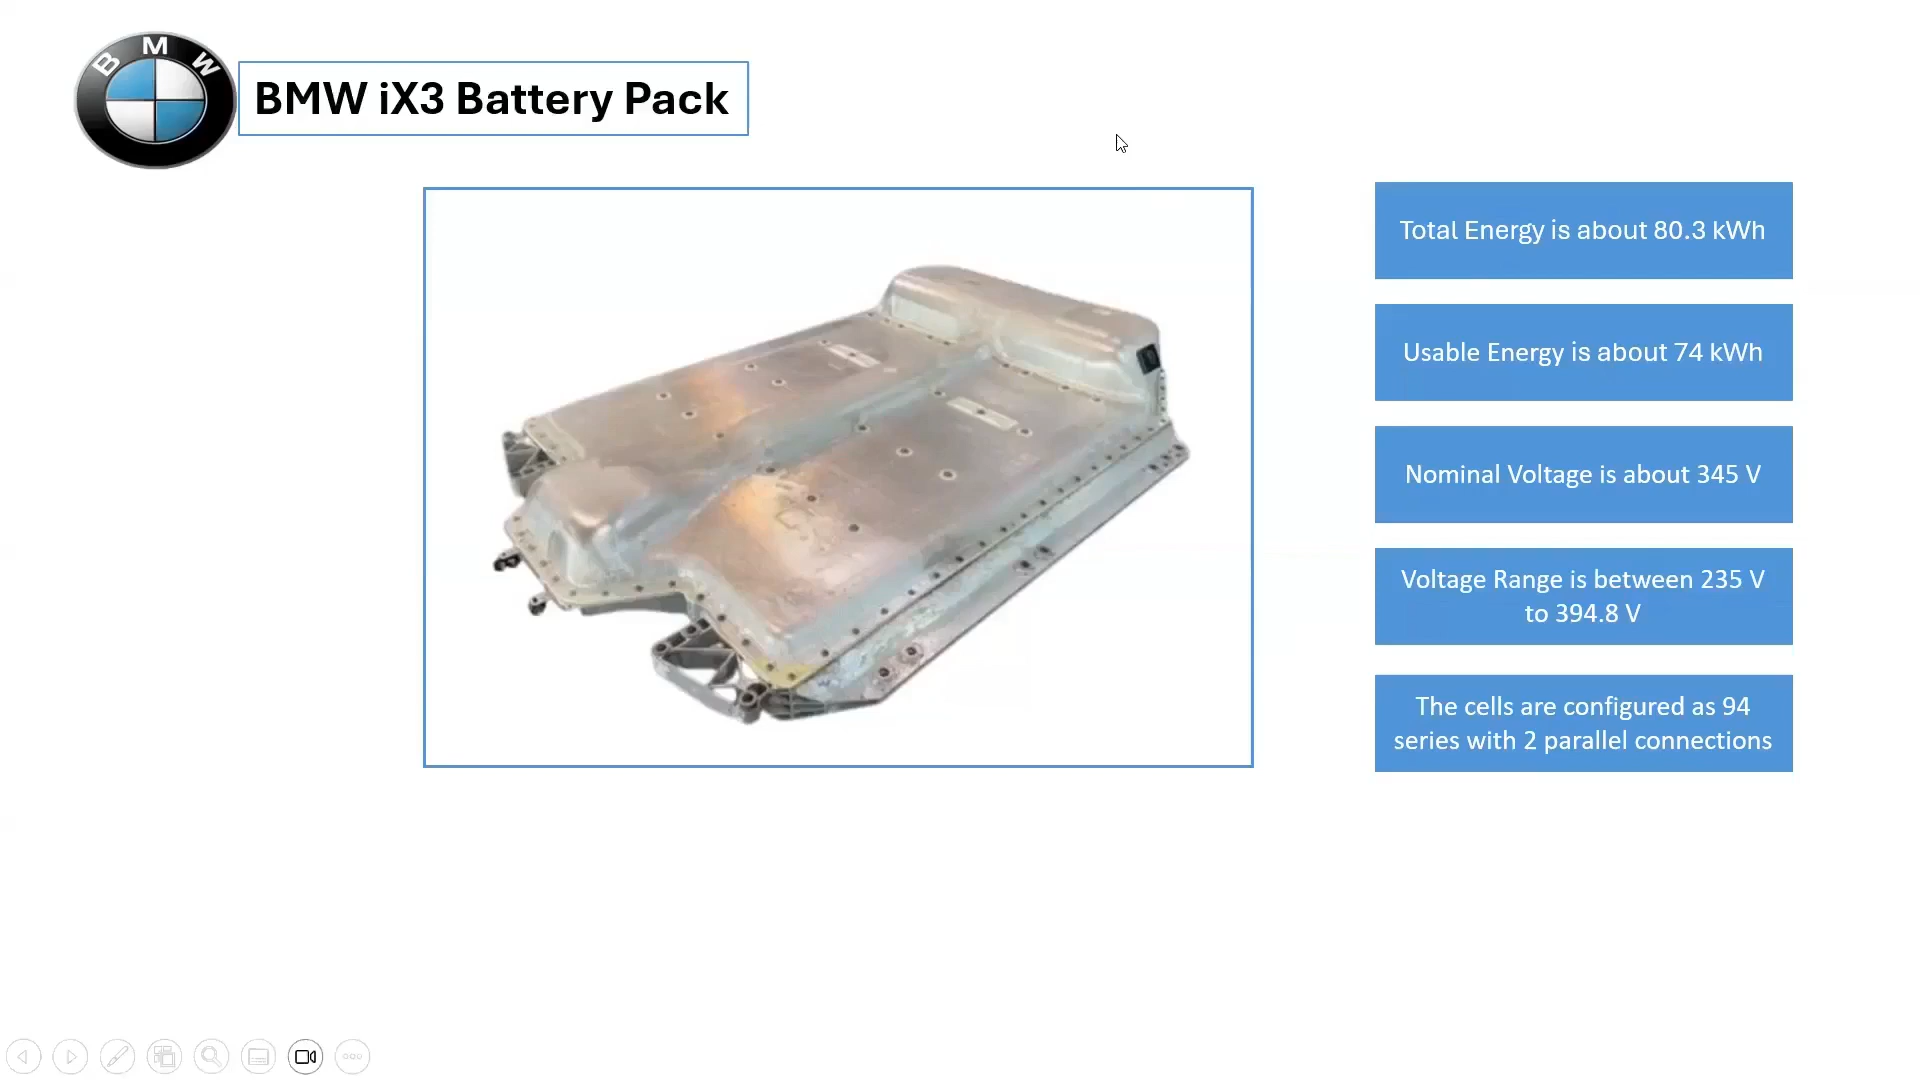 BMW
BMW iX3 Battery Pack
Total Energy is about 80.3 kWh
Usable Energy is about 74 kWh
Nominal Voltage is about 345 V
Voltage Range is between 235 V
to 394.8 V
The cells are configured as 94
series with 2 parallel connections